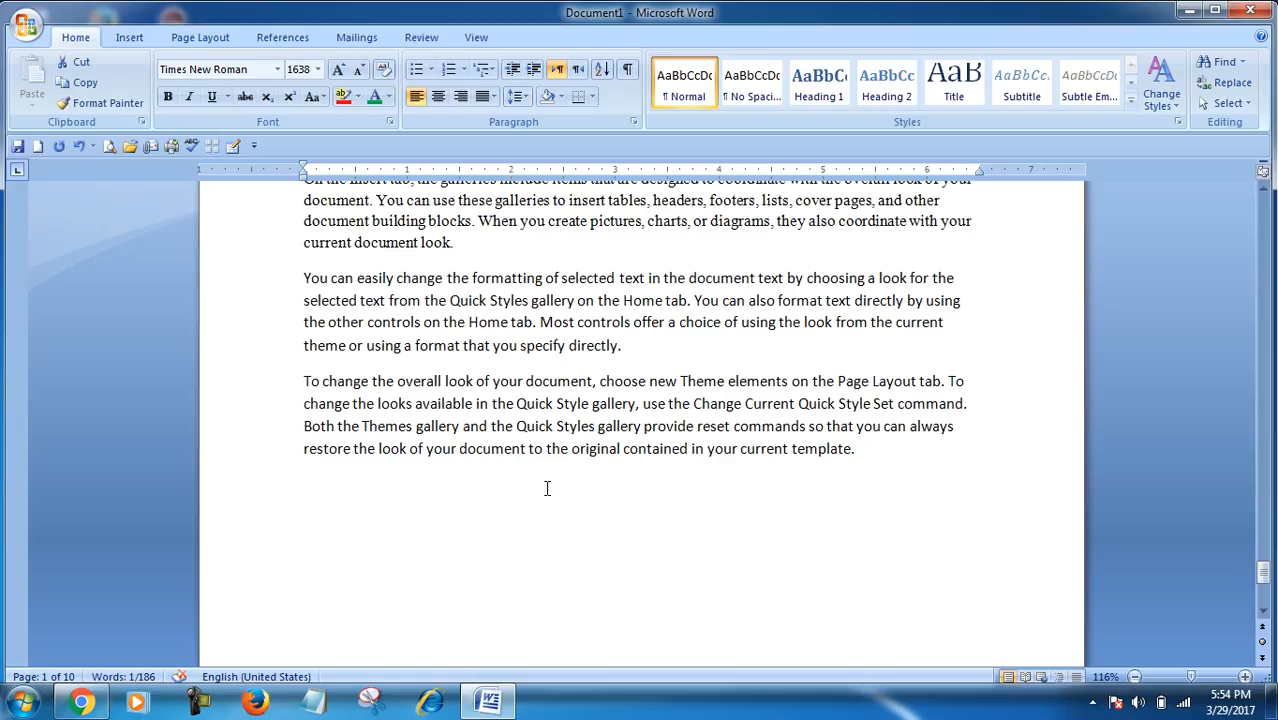 Document1 - Microsoft Word
Home Insert Page Layout References Mailings Review View
Paste
Cut
Copy
Format Painter
Clipboard
Times New Roman 1638
Font
Paragraph
AaBbCcDc AaBbCcDc AaBbC AaBbCc AaB AaBbCc. AaBbCcDc
¶ Normal ¶ No Spaci... Heading 1 Heading 2 Title Subtitle Subtle Em...
Change Styles
Styles
Find
Replace
Select
Editing
1 1 2 3 4 5 6 7
On the Insert tab, the galleries include items that are designed to coordinate with the overall look of your
document. You can use these galleries to insert tables, headers, footers, lists, cover pages, and other
document building blocks. When you create pictures, charts, or diagrams, they also coordinate with your
current document look.
You can easily change the formatting of selected text in the document text by choosing a look for the
selected text from the Quick Styles gallery on the Home tab. You can also format text directly by using
the other controls on the Home tab. Most controls offer a choice of using the look from the current
theme or using a format that you specify directly.
To change the overall look of your document, choose new Theme elements on the Page Layout tab. To
change the looks available in the Quick Style gallery, use the Change Current Quick Style Set command.
Both the Themes gallery and the Quick Styles gallery provide reset commands so that you can always
restore the look of your document to the original contained in your current template.
Page: 1 of 10 Words: 1/186 English (United States) 116%
5:54 PM
3/29/2017